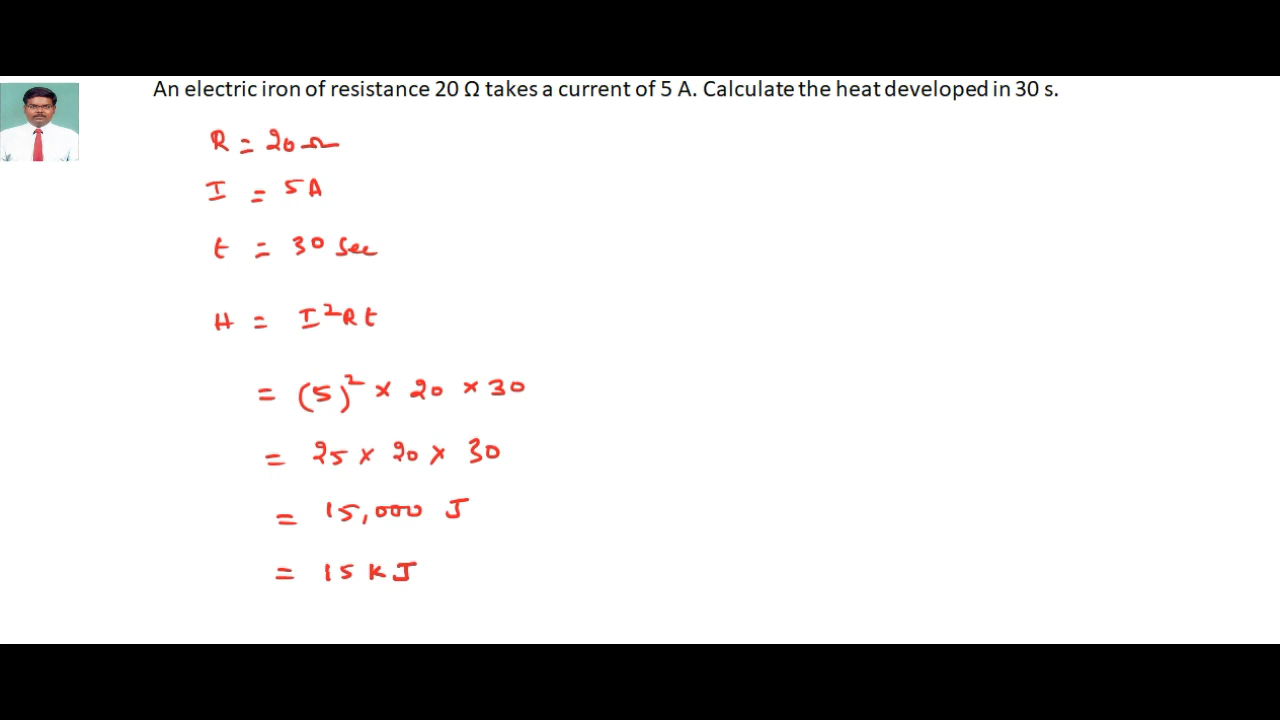 An electric iron of resistance 20 Ω takes a current of 5 A. Calculate the heat developed in 30 s.
R = 20 Ω
I = 5A
t = 30 Sec
H = I²Rt
= (5)² × 20 × 30
= 25 × 20 × 30
= 15,000 J
= 15 KJ